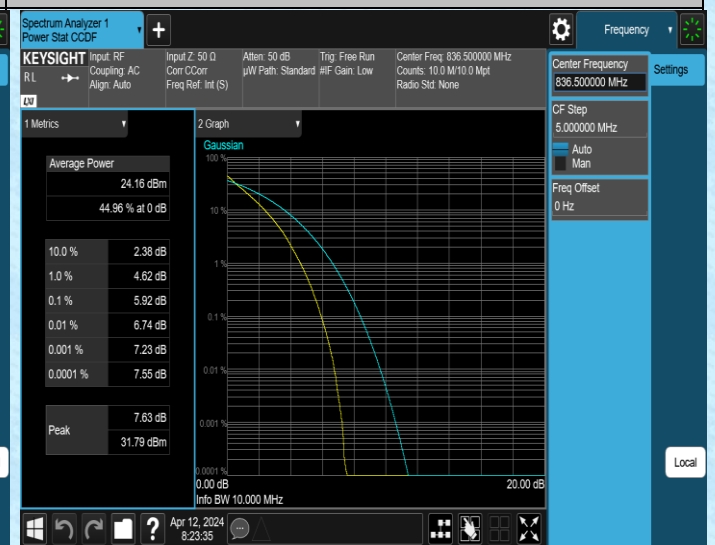 Spectrum Analyzer 1
Power Stat CCDF
Frequency
KEYSIGHT
RL
LXI
Input: RF
Coupling: AC
Align: Auto
Input Z: 50 Ω
Corr CCorr
Freq Ref: Int (S)
Atten: 50 dB
µW Path: Standard
Trig: Free Run
#IF Gain: Low
Center Freq: 836.500000 MHz
Counts: 10.0 M/10.0 Mpt
Radio Std: None
Center Frequency
836.500000 MHz
Settings
CF Step
5.000000 MHz
Auto
Man
Freq Offset
0 Hz
1 Metrics
Average Power
24.16 dBm
44.96 % at 0 dB
10.0 % 2.38 dB
1.0 % 4.62 dB
0.1 % 5.92 dB
0.01 % 6.74 dB
0.001 % 7.23 dB
0.0001 % 7.55 dB
Peak 7.63 dB
31.79 dBm
2 Graph
Gaussian
100 %
10 %
1 %
0.1 %
0.01 %
0.001 %
0.0001 %
0.00 dB 20.00 dB
Info BW 10.000 MHz
Local
?
Apr 12, 2024
8:23:35